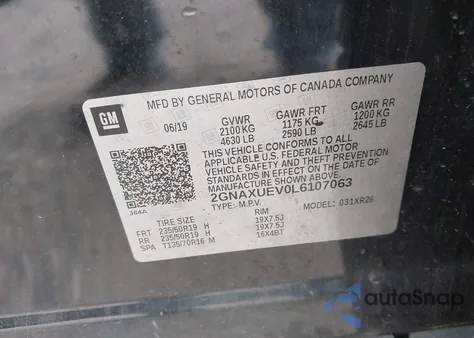 GM
MFD BY GENERAL MOTORS OF CANADA COMPANY
06/19
GVWR GAWR FRT GAWR RR
2100 KG 1175 KG 1200 KG
4630 LB 2590 LB 2645 LB
THIS VEHICLE CONFORMS TO ALL
APPLICABLE U.S. FEDERAL MOTOR
VEHICLE SAFETY AND THEFT PREVENTION
STANDARDS IN EFFECT ON THE DATE
OF MANUFACTURE SHOWN ABOVE.
2GNAXUEV0L6107063
TYPE: M.P.V. MODEL: 031XR26
384A
TIRE SIZE RIM
FRT 235/50R19 H 19X7.5J
RR 235/50R19 H 19X7.5J
SPA T135/70R16 M 16X4BT
autoSnap